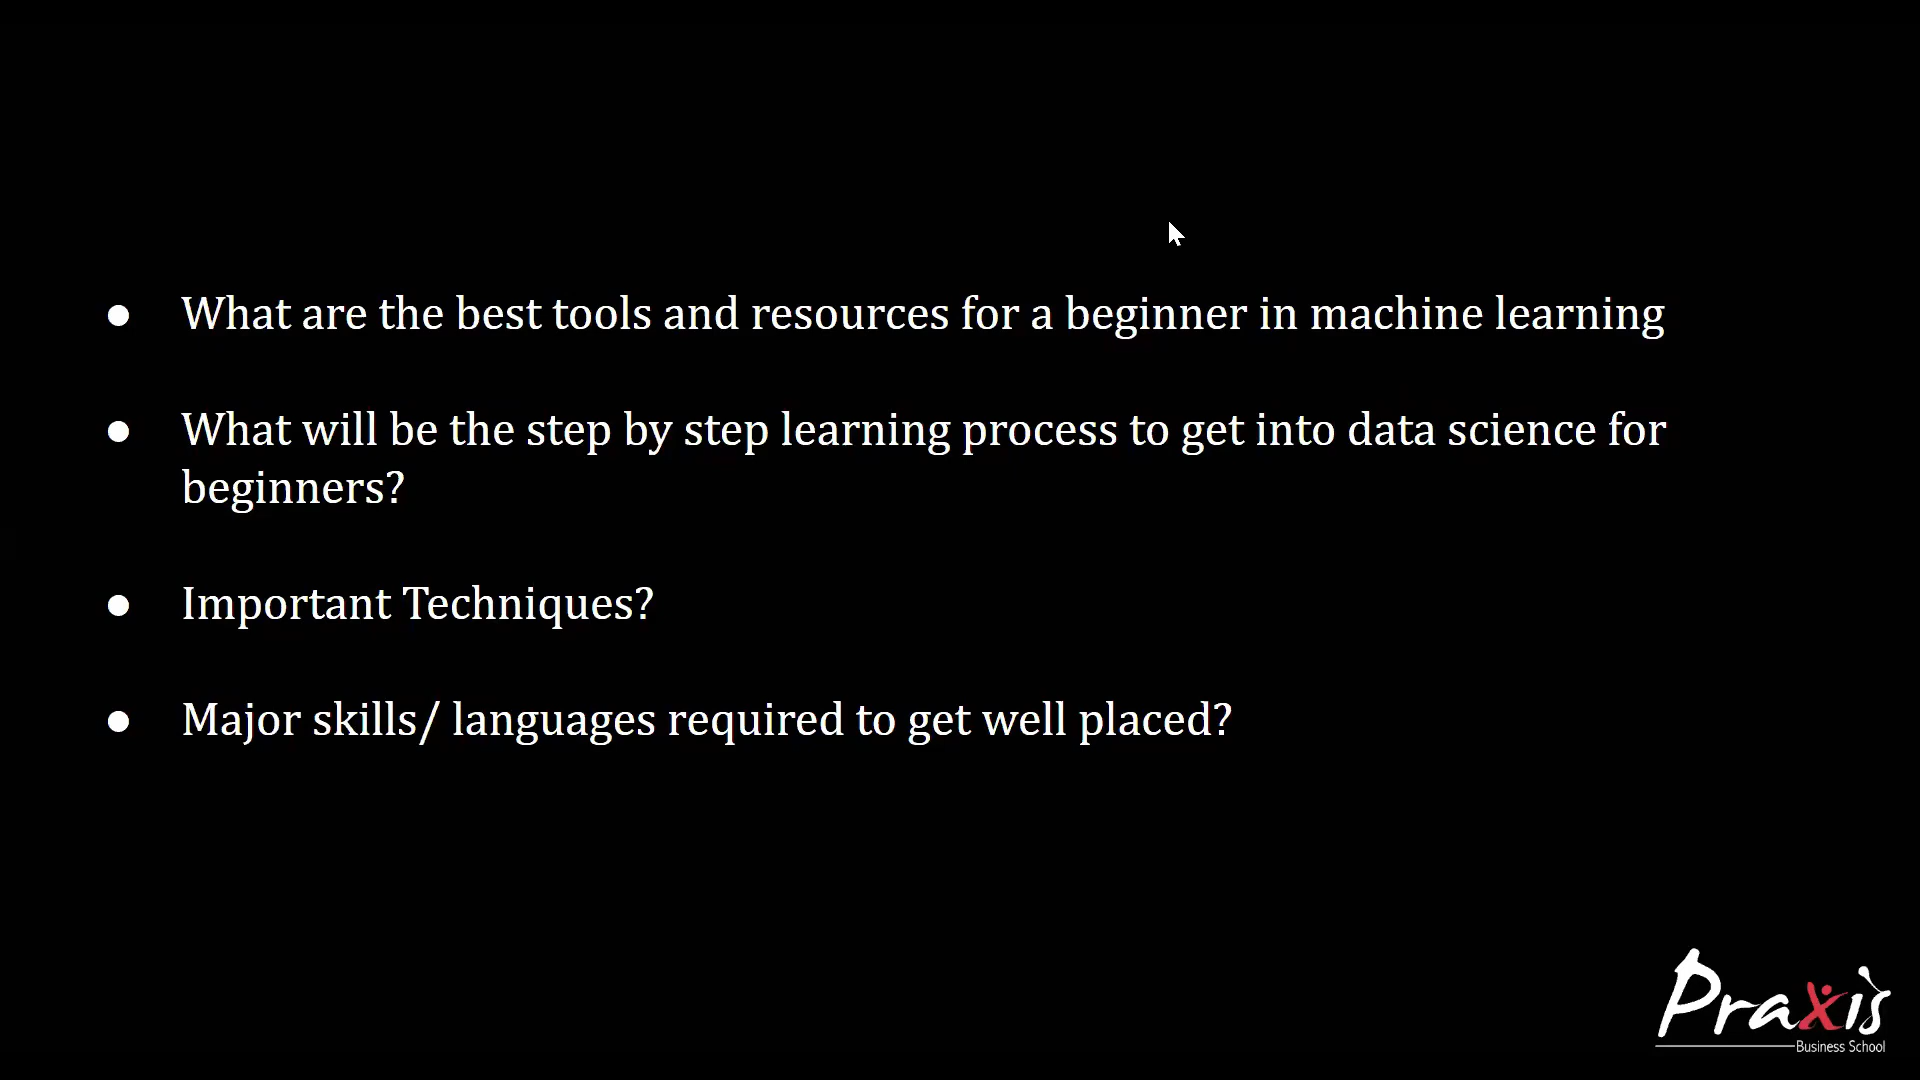 ● What are the best tools and resources for a beginner in machine learning
● What will be the step by step learning process to get into data science for
beginners?
● Important Techniques?
● Major skills/ languages required to get well placed?
Praxis
Business School